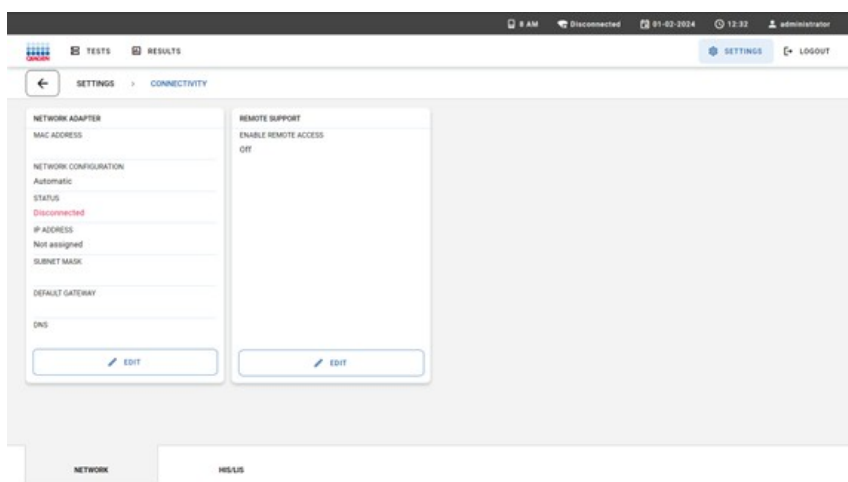 8 AM Disconnected 01-02-2024 12:32 administrator
QIAGEN TESTS RESULTS SETTINGS LOGOUT
SETTINGS > CONNECTIVITY
NETWORK ADAPTER
MAC ADDRESS
NETWORK CONFIGURATION
Automatic
STATUS
Disconnected
IP ADDRESS
Not assigned
SUBNET MASK
DEFAULT GATEWAY
DNS
EDIT
REMOTE SUPPORT
ENABLE REMOTE ACCESS
Off
EDIT
NETWORK HIS/LIS